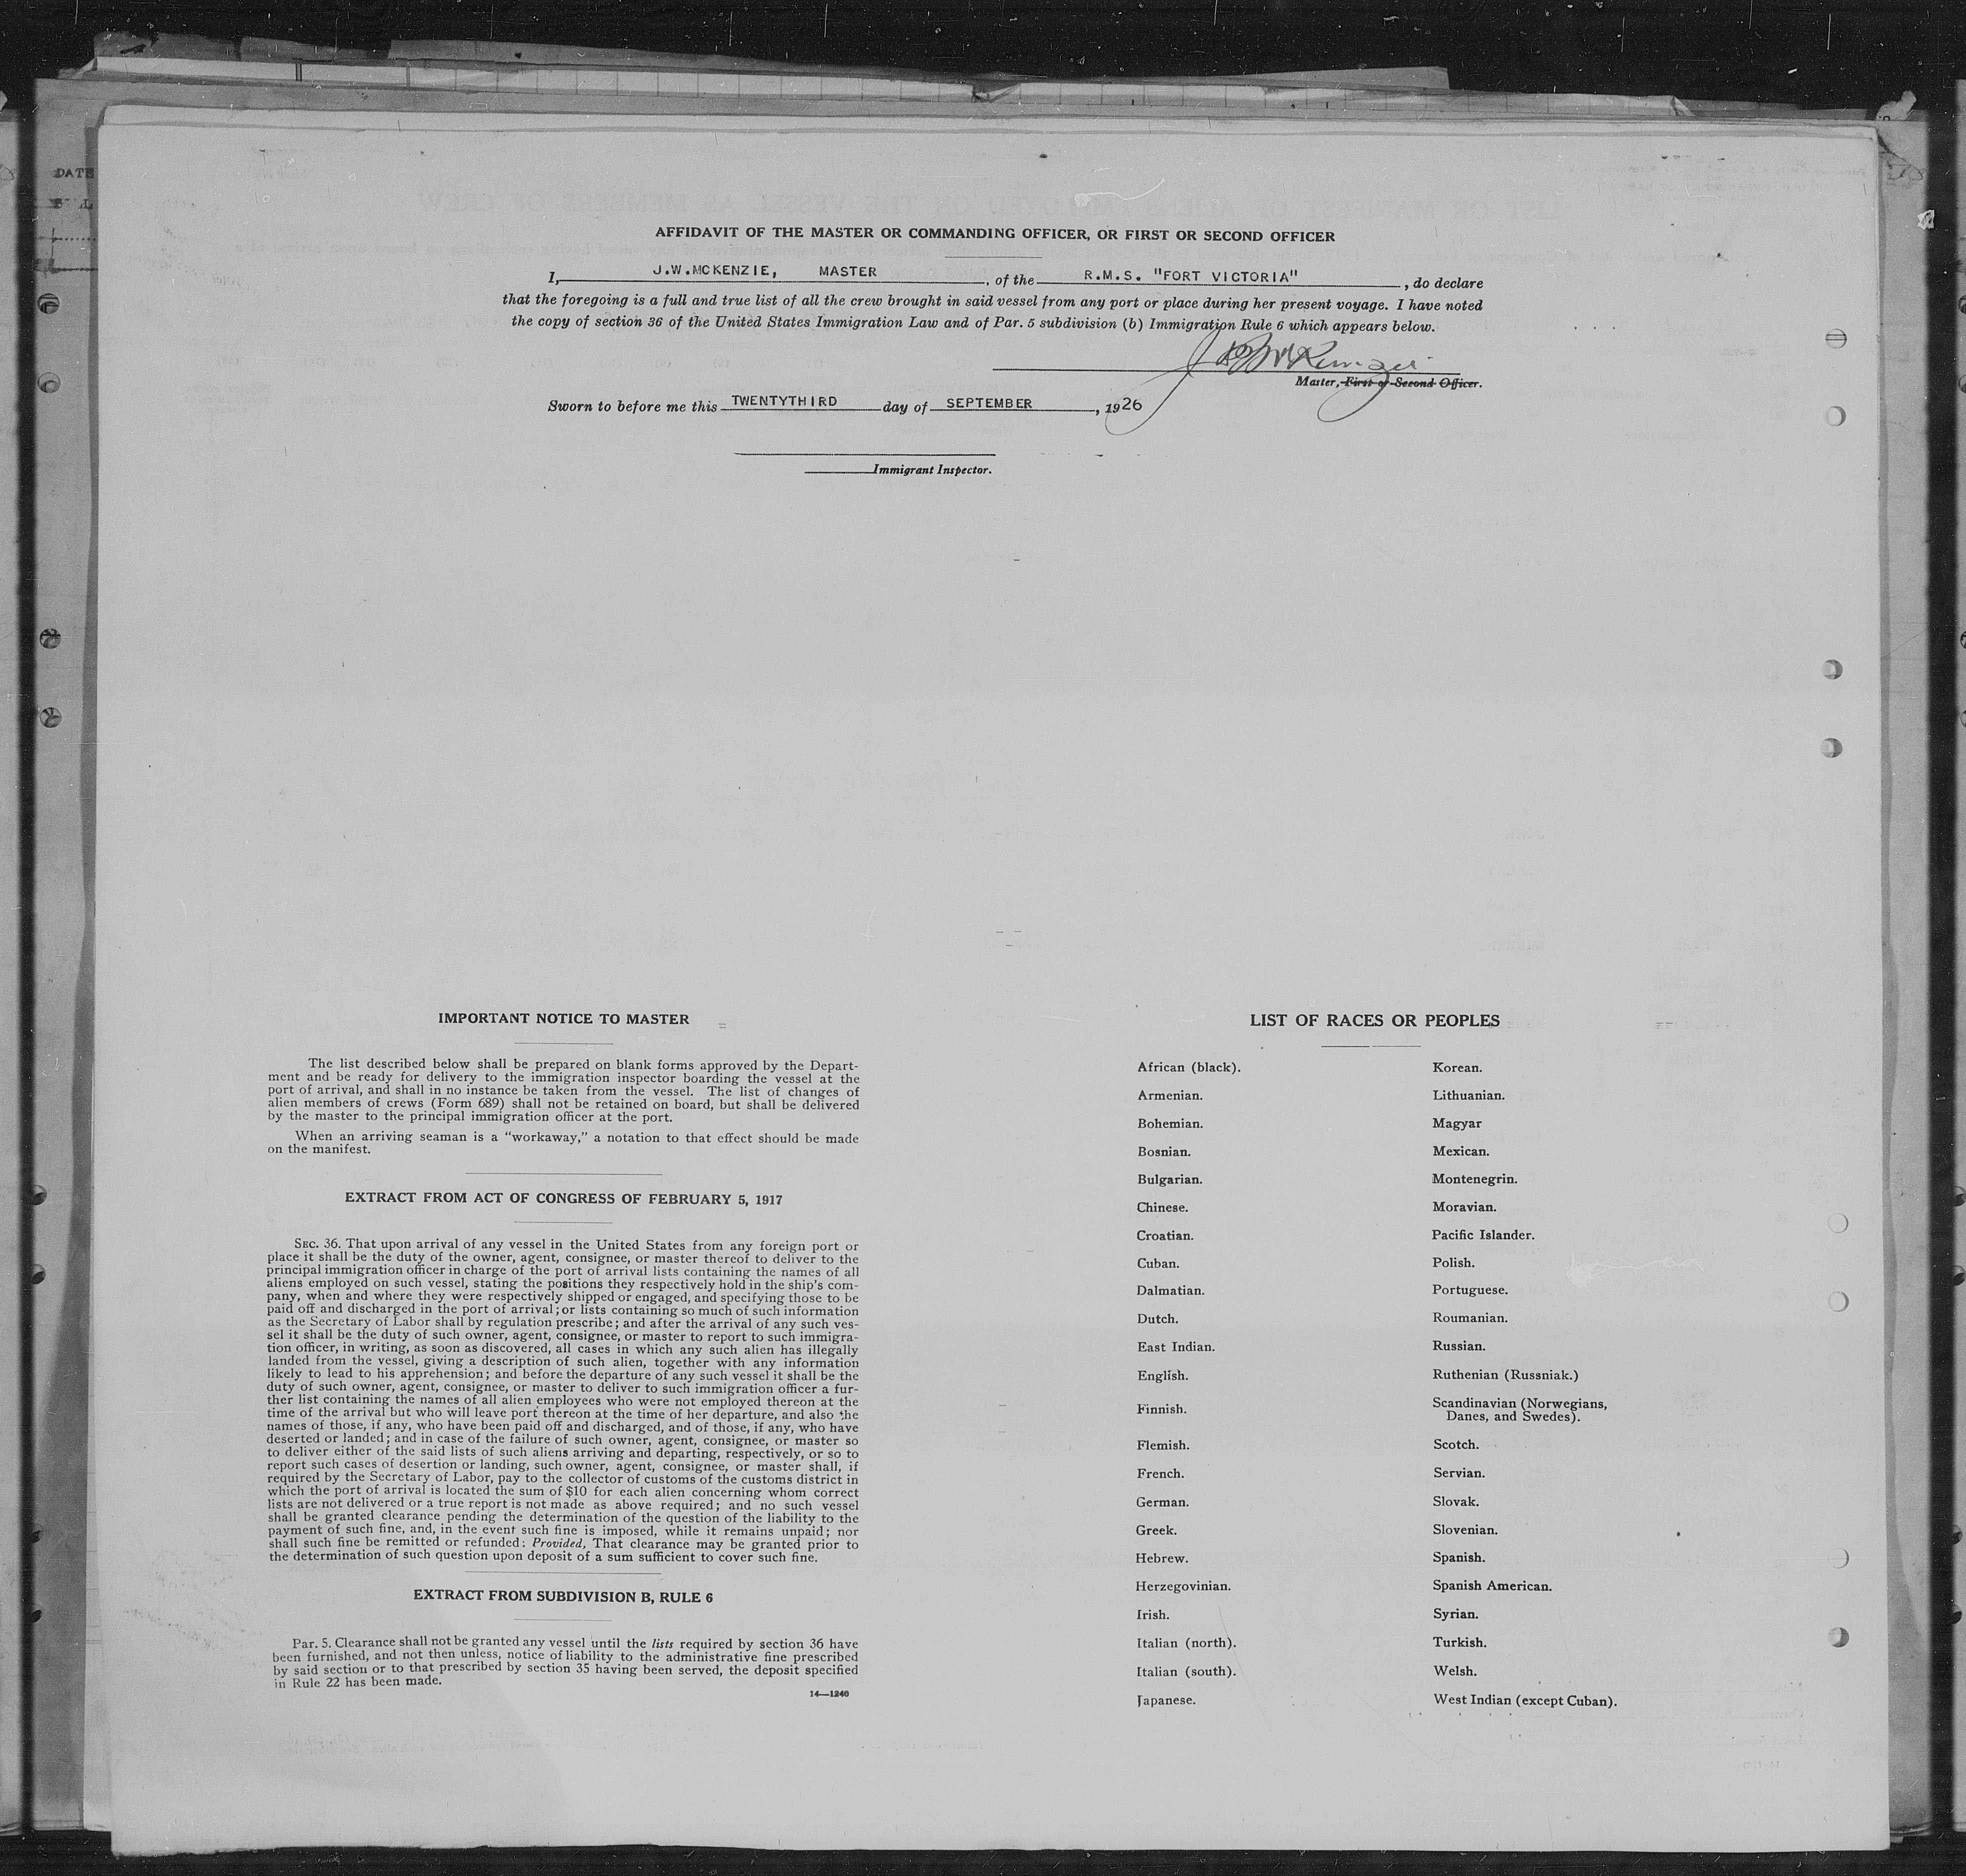 DATE
AFFIDAVIT OF THE MASTER OR COMMANDING OFFICER, OR FIRST OR SECOND OFFICER
I, J.W.MCKENZIE, MASTER, of the R.M.S. "FORT VICTORIA", do declare
that the foregoing is a full and true list of all the crew brought in said vessel from any port or place during her present voyage. I have noted
the copy of section 36 of the United States Immigration Law and of Par. 5 subdivision (b) Immigration Rule 6 which appears below.
Master, First or Second Officer.
Sworn to before me this TWENTYTHIRD day of SEPTEMBER, 1926
Immigrant Inspector.
IMPORTANT NOTICE TO MASTER
The list described below shall be prepared on blank forms approved by the Depart-
ment and be ready for delivery to the immigration inspector boarding the vessel at the
port of arrival, and shall in no instance be taken from the vessel. The list of changes of
alien members of crews (Form 689) shall not be retained on board, but shall be delivered
by the master to the principal immigration officer at the port.
When an arriving seaman is a "workaway," a notation to that effect should be made
on the manifest.
EXTRACT FROM ACT OF CONGRESS OF FEBRUARY 5, 1917
SEC. 36. That upon arrival of any vessel in the United States from any foreign port or
place it shall be the duty of the owner, agent, consignee, or master thereof to deliver to the
principal immigration officer in charge of the port of arrival lists containing the names of all
aliens employed on such vessel, stating the positions they respectively hold in the ship's com-
pany, when and where they were respectively shipped or engaged, and specifying those to be
paid off and discharged in the port of arrival; or lists containing so much of such information
as the Secretary of Labor shall by regulation prescribe; and after the arrival of any such ves-
sel it shall be the duty of such owner, agent, consignee, or master to report to such immigra-
tion officer, in writing, as soon as discovered, all cases in which any such alien has illegally
landed from the vessel, giving a description of such alien, together with any information
likely to lead to his apprehension; and before the departure of any such vessel it shall be the
duty of such owner, agent, consignee, or master to deliver to such immigration officer a fur-
ther list containing the names of all alien employees who were not employed thereon at the
time of the arrival but who will leave port thereon at the time of her departure, and also the
names of those, if any, who have been paid off and discharged, and of those, if any, who have
deserted or landed; and in case of the failure of such owner, agent, consignee, or master so
to deliver either of the said lists of such aliens arriving and departing, respectively, or so to
report such cases of desertion or landing, such owner, agent, consignee, or master shall, if
required by the Secretary of Labor, pay to the collector of customs of the customs district in
which the port of arrival is located the sum of $10 for each alien concerning whom correct
lists are not delivered or a true report is not made as above required; and no such vessel
shall be granted clearance pending the determination of the question of the liability to the
payment of such fine, and, in the event such fine is imposed, while it remains unpaid; nor
shall such fine be remitted or refunded: Provided, That clearance may be granted prior to
the determination of such question upon deposit of a sum sufficient to cover such fine.
EXTRACT FROM SUBDIVISION B, RULE 6
Par. 5. Clearance shall not be granted any vessel until the lists required by section 36 have
been furnished, and not then unless, notice of liability to the administrative fine prescribed
by said section or to that prescribed by section 35 having been served, the deposit specified
in Rule 22 has been made.
14—1240
LIST OF RACES OR PEOPLES
African (black).
Armenian.
Bohemian.
Bosnian.
Bulgarian.
Chinese.
Croatian.
Cuban.
Dalmatian.
Dutch.
East Indian.
English.
Finnish.
Flemish.
French.
German.
Greek.
Hebrew.
Herzegovinian.
Irish.
Italian (north).
Italian (south).
Japanese.
Korean.
Lithuanian.
Magyar
Mexican.
Montenegrin.
Moravian.
Pacific Islander.
Polish.
Portuguese.
Roumanian.
Russian.
Ruthenian (Russniak.)
Scandinavian (Norwegians,
Danes, and Swedes).
Scotch.
Servian.
Slovak.
Slovenian.
Spanish.
Spanish American.
Syrian.
Turkish.
Welsh.
West Indian (except Cuban).